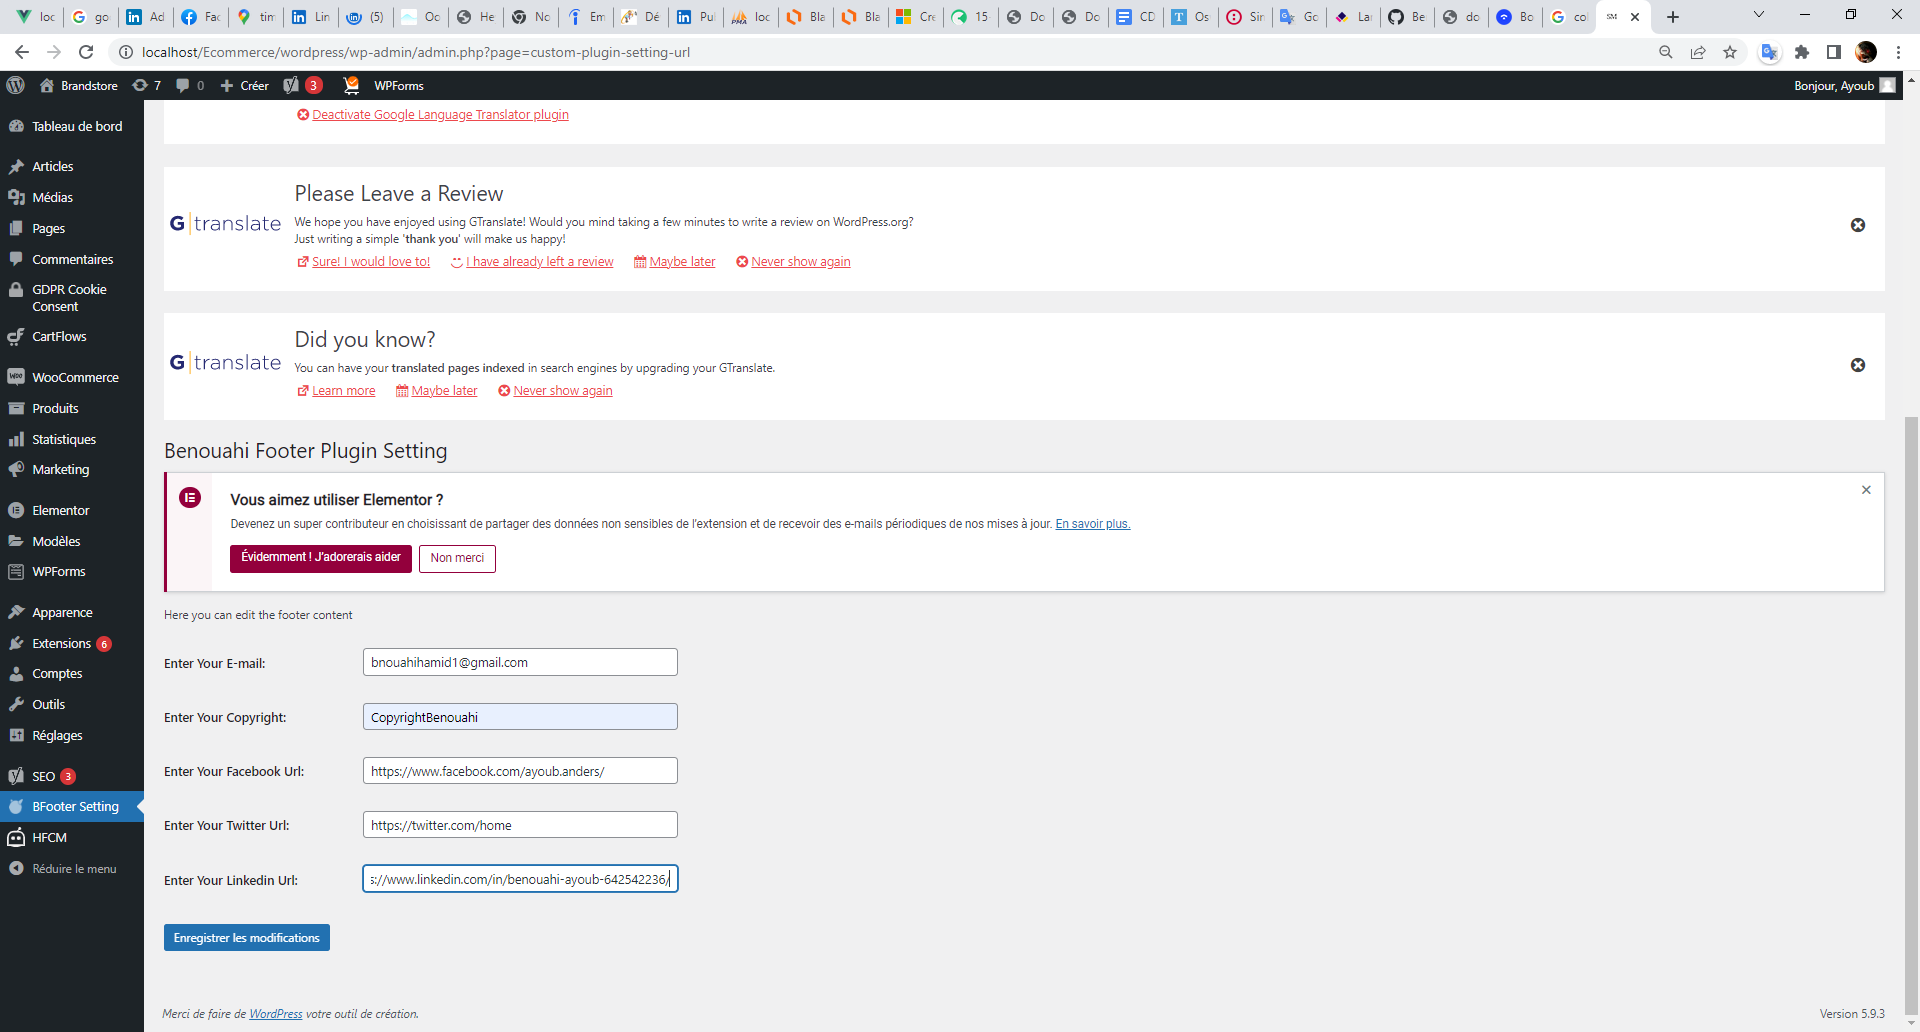 loc
go
Ad
Fac
tim
Lin
(5)
Oc
He
No
Em
Dé
Pul
loc
Bla
Bla
Cre
15
Do
Do
CD
Os
Sin
Go
La
Be
do
Bo
col
localhost/Ecommerce/wordpress/wp-admin/admin.php?page=custom-plugin-setting-url
Brandstore 7 0 Créer 3 WPForms Bonjour, Ayoub
Tableau de bord
Articles
Médias
Pages
Commentaires
GDPR Cookie
Consent
CartFlows
WooCommerce
Produits
Statistiques
Marketing
Elementor
Modèles
WPForms
Apparence
Extensions 6
Comptes
Outils
Réglages
SEO 3
BFooter Setting
HFCM
Réduire le menu
Deactivate Google Language Translator plugin
G translate
Please Leave a Review
We hope you have enjoyed using GTranslate! Would you mind taking a few minutes to write a review on WordPress.org?
Just writing a simple 'thank you' will make us happy!
Sure! I would love to! I have already left a review Maybe later Never show again
G translate
Did you know?
You can have your translated pages indexed in search engines by upgrading your GTranslate.
Learn more Maybe later Never show again
Benouahi Footer Plugin Setting
Vous aimez utiliser Elementor ?
Devenez un super contributeur en choisissant de partager des données non sensibles de l'extension et de recevoir des e-mails périodiques de nos mises à jour. En savoir plus.
Évidemment ! J'adorerais aider Non merci
Here you can edit the footer content
Enter Your E-mail: bnouahihamid1@gmail.com
Enter Your Copyright: CopyrightBenouahi
Enter Your Facebook Url: https://www.facebook.com/ayoub.anders/
Enter Your Twitter Url: https://twitter.com/home
Enter Your Linkedin Url: s://www.linkedin.com/in/benouahi-ayoub-642542236/
Enregistrer les modifications
Merci de faire de WordPress votre outil de création. Version 5.9.3